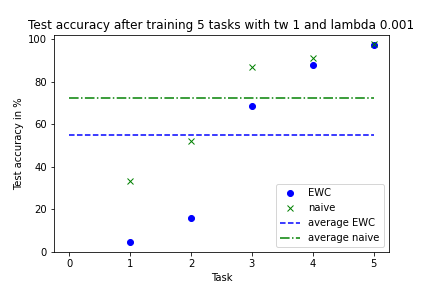 Test accuracy after training 5 tasks with tw 1 and lambda 0.001
100
80
60
40
20
0
Test accuracy in %
0 1 2 3 4 5
Task
EWC
naive
average EWC
average naive